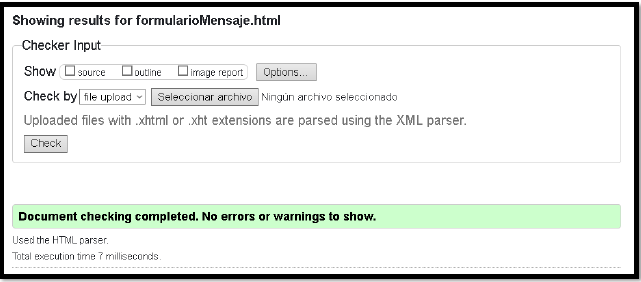 Showing results for formularioMensaje.html
Checker Input
Show source outline image report Options...
Check by file upload Seleccionar archivo Ningún archivo seleccionado
Uploaded files with .xhtml or .xht extensions are parsed using the XML parser.
Check
Document checking completed. No errors or warnings to show.
Used the HTML parser.
Total execution time 7 milliseconds.